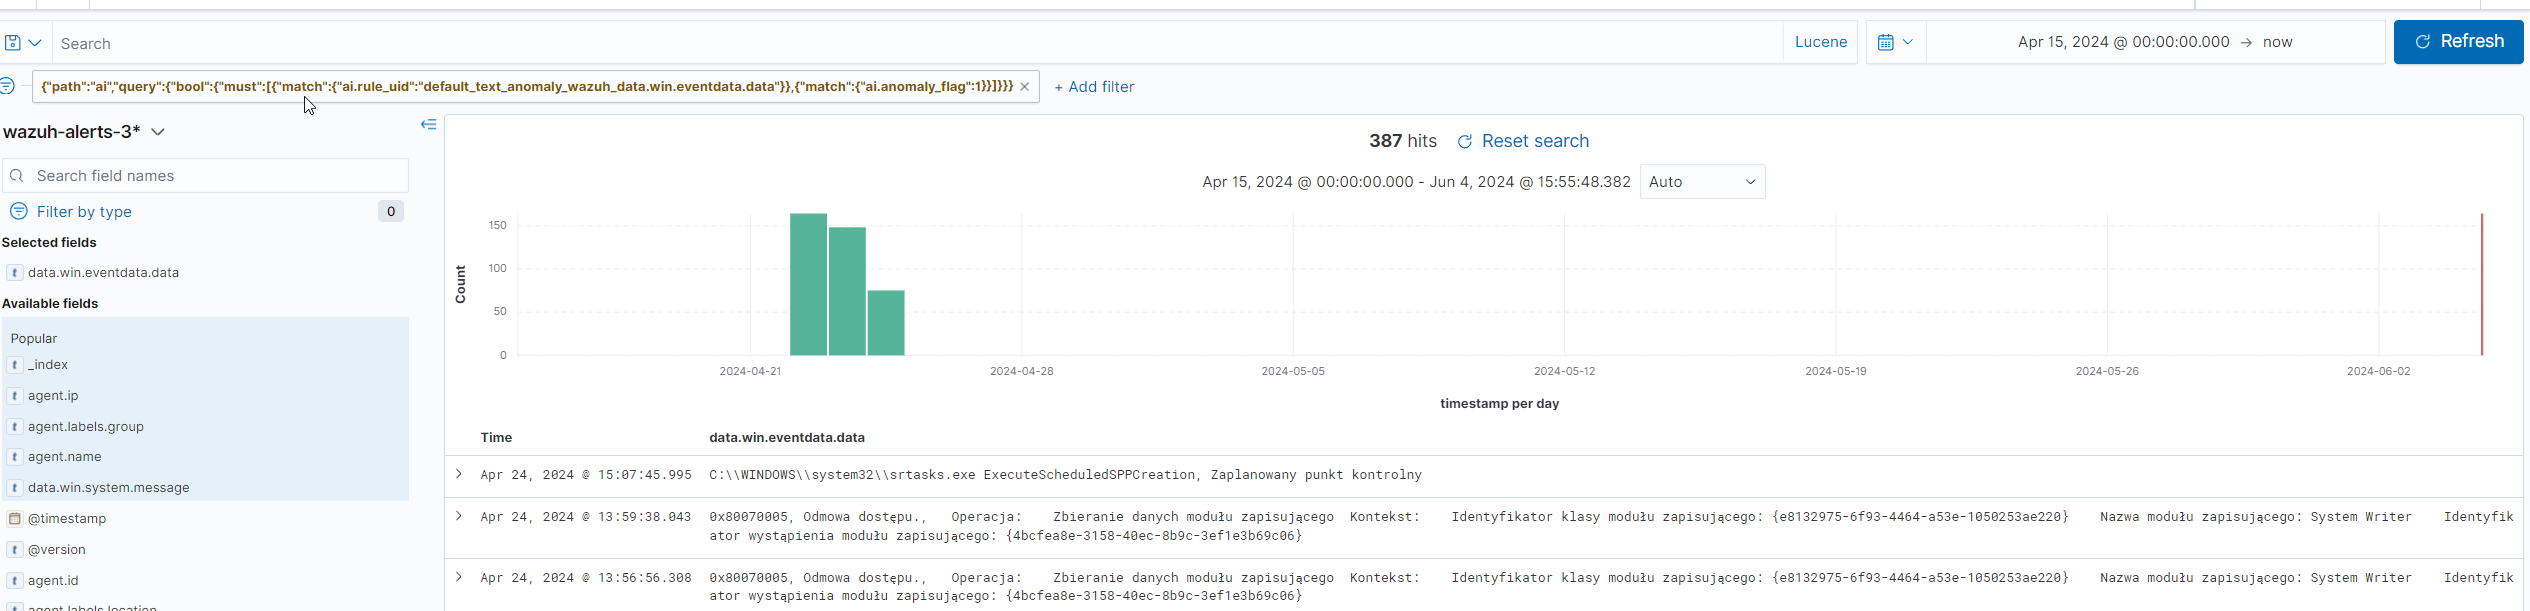 Search
Lucene
Apr 15, 2024 @ 00:00:00.000 → now
Refresh
{"path":"ai","query":{"bool":{"must":[{"match":{"ai.rule_uid":"default_text_anomaly_wazuh_data.win.eventdata.data"}},{"match":{"ai.anomaly_flag":1}}]}}} ×
+ Add filter
wazuh-alerts-3*
Search field names
Filter by type 0
Selected fields
t data.win.eventdata.data
Available fields
Popular
t _index
t agent.ip
t agent.labels.group
t agent.name
t data.win.system.message
@timestamp
t @version
t agent.id
agent.labels.location
387 hits Reset search
Apr 15, 2024 @ 00:00:00.000 - Jun 4, 2024 @ 15:55:48.382 Auto
Count
150
100
50
0
2024-04-21 2024-04-28 2024-05-05 2024-05-12 2024-05-19 2024-05-26 2024-06-02
timestamp per day
Time data.win.eventdata.data
Apr 24, 2024 @ 15:07:45.995 C:\\WINDOWS\\system32\\srtasks.exe ExecuteScheduledSPPCreation, Zaplanowany punkt kontrolny
Apr 24, 2024 @ 13:59:38.043 0x80070005, Odmowa dostępu., Operacja: Zbieranie danych modułu zapisującego Kontekst: Identyfikator klasy modułu zapisującego: {e8132975-6f93-4464-a53e-1050253ae220} Nazwa modułu zapisującego: System Writer Identyfik
ator wystąpienia modułu zapisującego: {4bcfea8e-3158-40ec-8b9c-3ef1e3b69c06}
Apr 24, 2024 @ 13:56:56.308 0x80070005, Odmowa dostępu., Operacja: Zbieranie danych modułu zapisującego Kontekst: Identyfikator klasy modułu zapisującego: {e8132975-6f93-4464-a53e-1050253ae220} Nazwa modułu zapisującego: System Writer Identyfik
ator wystąpienia modułu zapisującego: {4bcfea8e-3158-40ec-8b9c-3ef1e3b69c06}